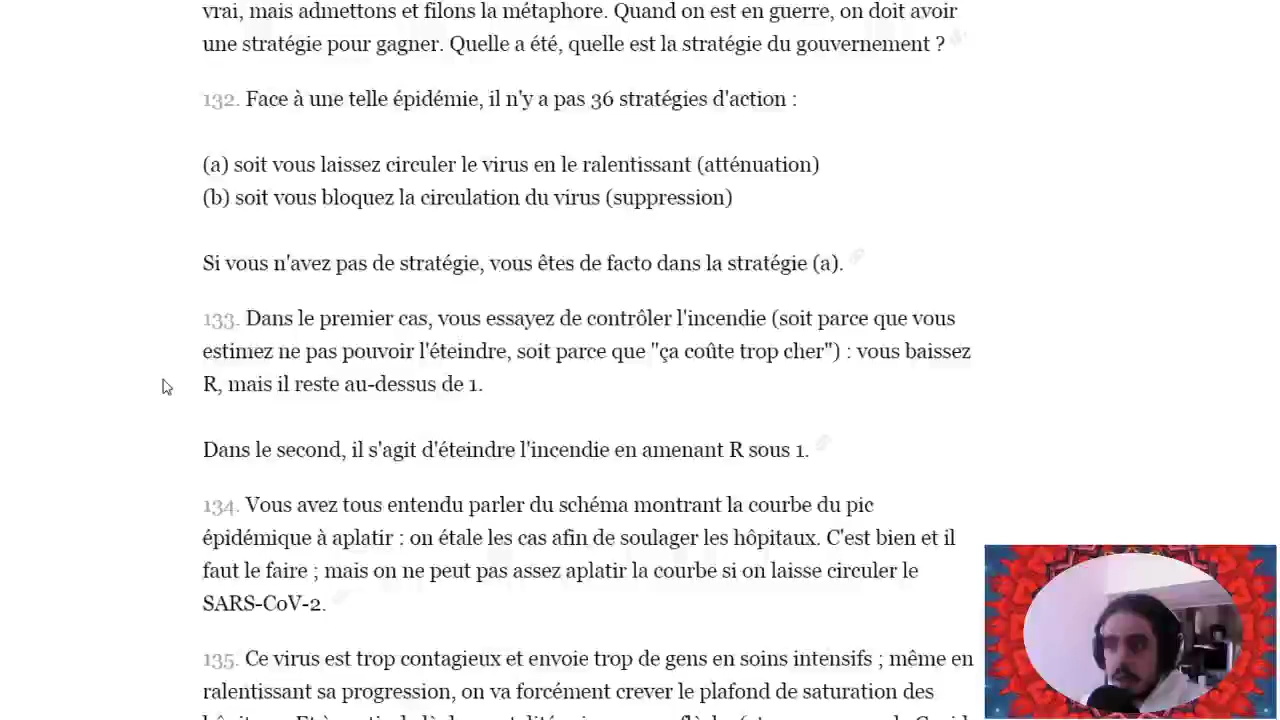 vrai, mais admettons et filons la métaphore. Quand on est en guerre, on doit avoir
une stratégie pour gagner. Quelle a été, quelle est la stratégie du gouvernement ?
132. Face à une telle épidémie, il n'y a pas 36 stratégies d'action :
(a) soit vous laissez circuler le virus en le ralentissant (atténuation)
(b) soit vous bloquez la circulation du virus (suppression)
Si vous n'avez pas de stratégie, vous êtes de facto dans la stratégie (a).
133. Dans le premier cas, vous essayez de contrôler l'incendie (soit parce que vous
estimez ne pas pouvoir l'éteindre, soit parce que "ça coûte trop cher") : vous baissez
R, mais il reste au-dessus de 1.
Dans le second, il s'agit d'éteindre l'incendie en amenant R sous 1.
134. Vous avez tous entendu parler du schéma montrant la courbe du pic
épidémique à aplatir : on étale les cas afin de soulager les hôpitaux. C'est bien et il
faut le faire ; mais on ne peut pas assez aplatir la courbe si on laisse circuler le
SARS-CoV-2.
135. Ce virus est trop contagieux et envoie trop de gens en soins intensifs ; même en
ralentissant sa progression, on va forcément crever le plafond de saturation des